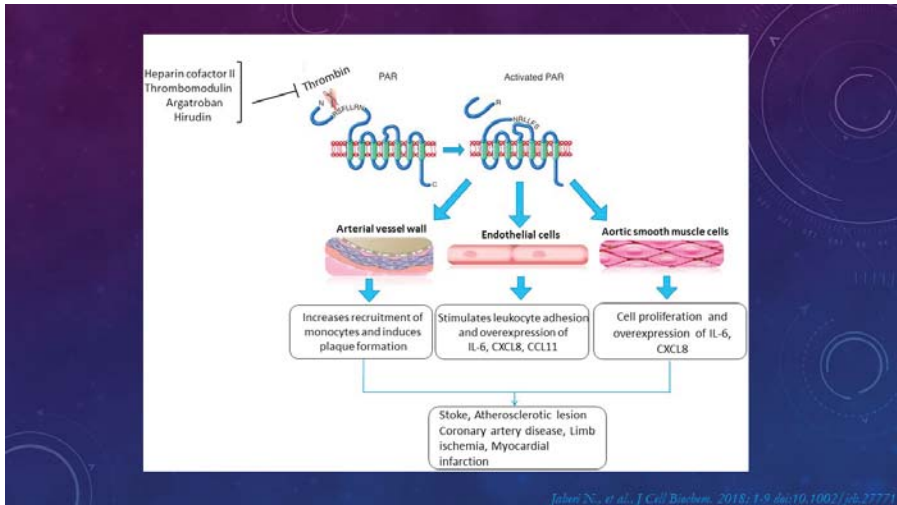 Heparin cofactor II
Thrombomodulin
Argatroban
Hirudin
Thrombin
PAR
Activated PAR
N
SFLLRN
R
NRLLFS
C
Arterial vessel wall
Endothelial cells
Aortic smooth muscle cells
Increases recruitment of
monocytes and induces
plaque formation
Stimulates leukocyte adhesion
and overexpression of
IL-6, CXCL8, CCL11
Cell proliferation and
overexpression of IL-6,
CXCL8
Stoke, Atherosclerotic lesion
Coronary artery disease, Limb
ischemia, Myocardial
infarction
Jaberi N., et al., J Cell Biochem. 2018; 1-9 doi:10.1002/jcb.27771